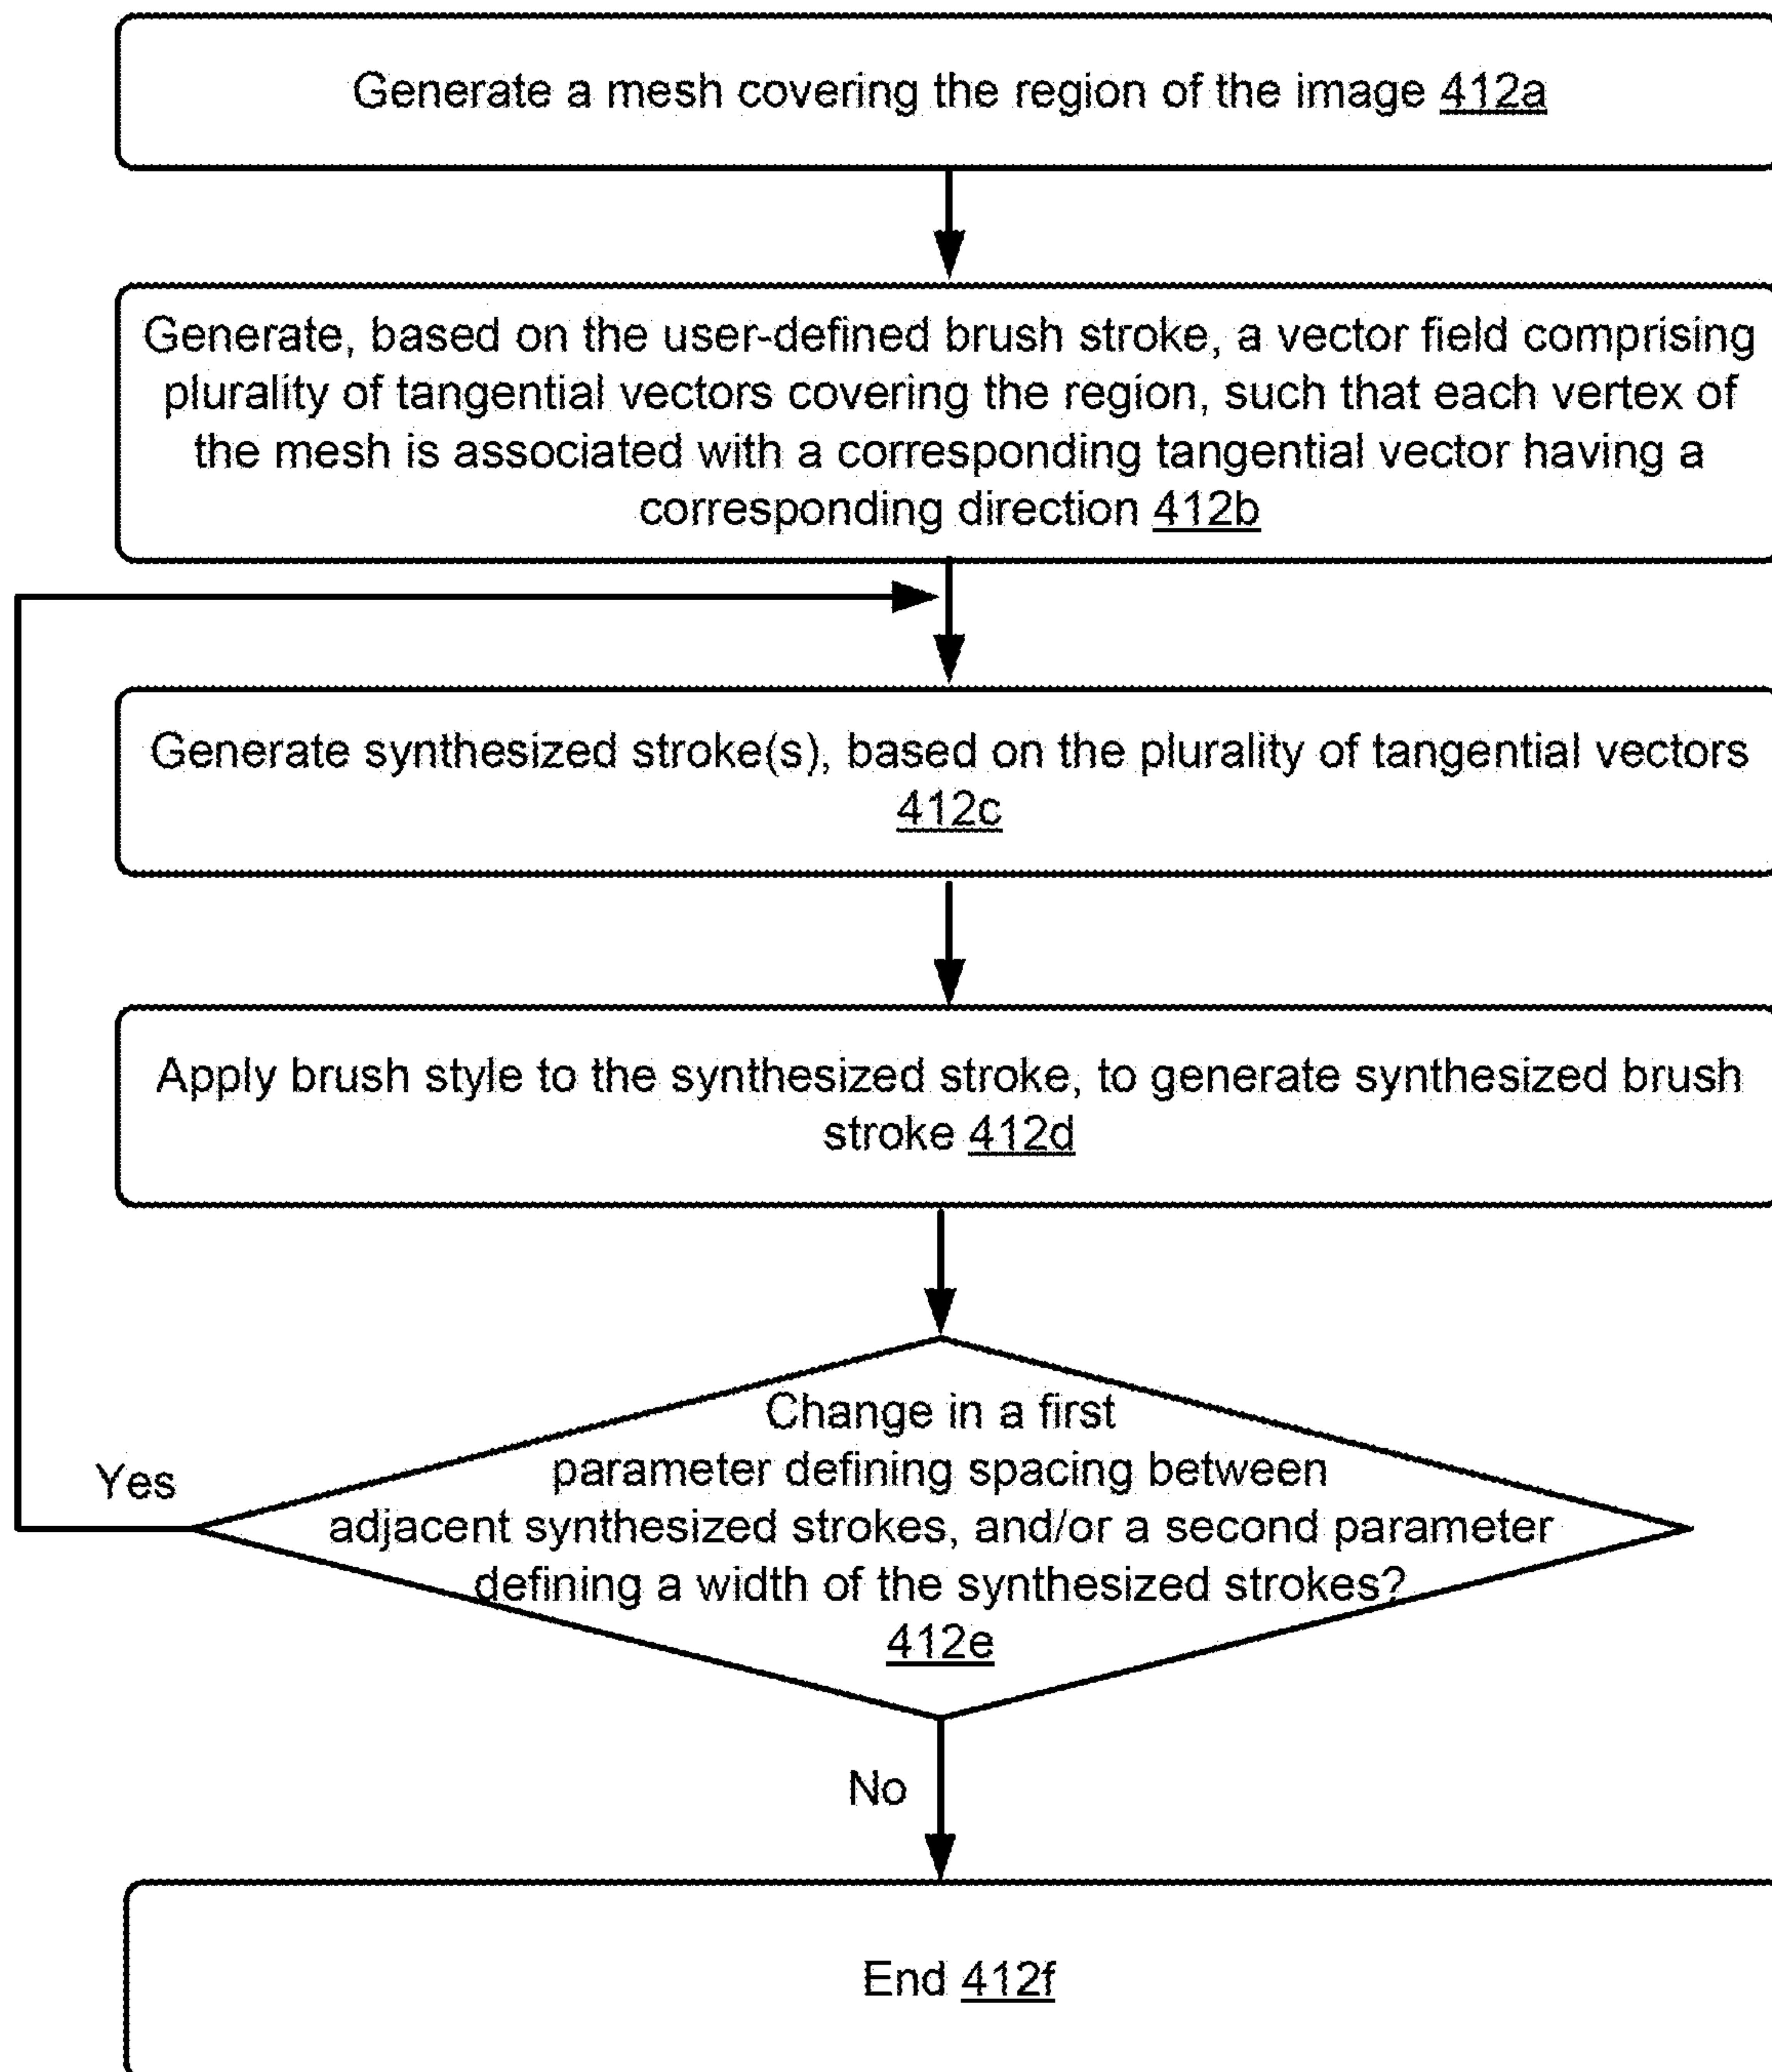 Generate a mesh covering the region of the image 412a
Generate, based on the user-defined brush stroke, a vector field comprising
plurality of tangential vectors covering the region, such that each vertex of
the mesh is associated with a corresponding tangential vector having a
corresponding direction 412b
Generate synthesized stroke(s), based on the plurality of tangential vectors
412c
Apply brush style to the synthesized stroke, to generate synthesized brush
stroke 412d
Change in a first
parameter defining spacing between
adjacent synthesized strokes, and/or a second parameter
defining a width of the synthesized strokes?
412e
Yes
No
End 412f